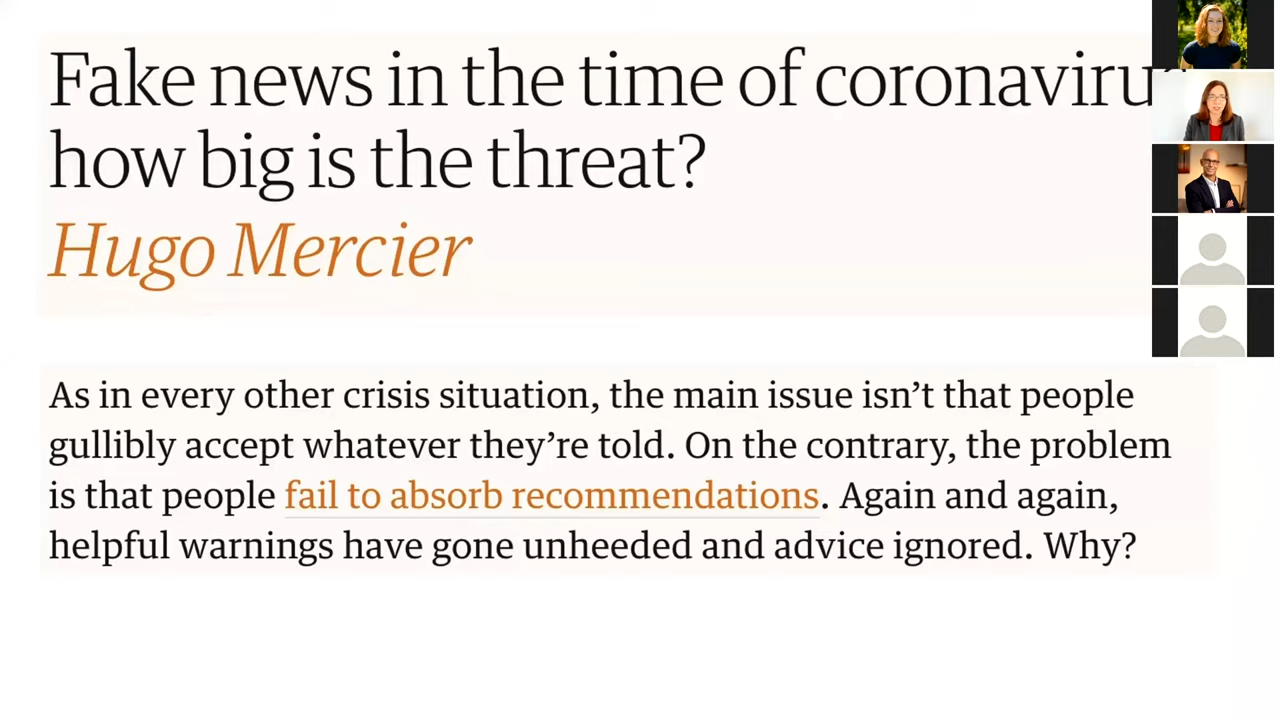 Fake news in the time of coronaviru
how big is the threat?
Hugo Mercier
As in every other crisis situation, the main issue isn’t that people
gullibly accept whatever they’re told. On the contrary, the problem
is that people fail to absorb recommendations. Again and again,
helpful warnings have gone unheeded and advice ignored. Why?